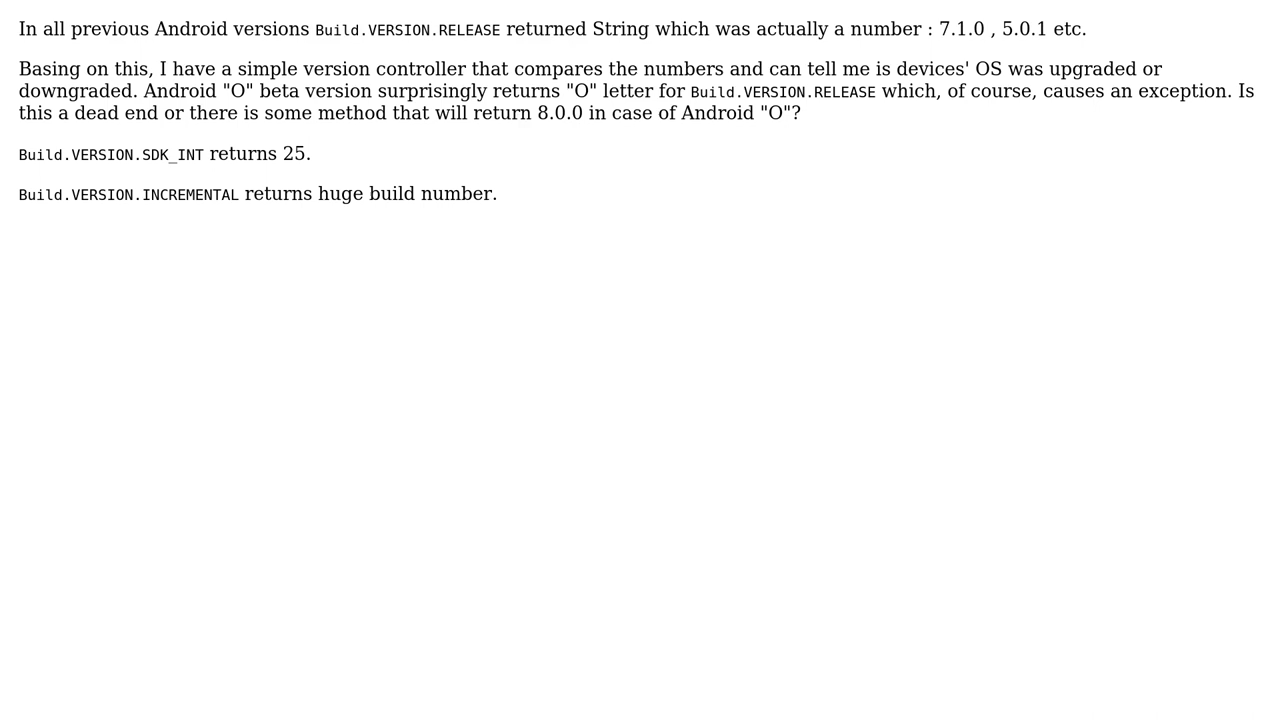 In all previous Android versions Build.VERSION.RELEASE returned String which was actually a number : 7.1.0 , 5.0.1 etc.
Basing on this, I have a simple version controller that compares the numbers and can tell me is devices' OS was upgraded or
downgraded. Android "O" beta version surprisingly returns "O" letter for Build.VERSION.RELEASE which, of course, causes an exception. Is
this a dead end or there is some method that will return 8.0.0 in case of Android "O"?
Build.VERSION.SDK_INT returns 25.
Build.VERSION.INCREMENTAL returns huge build number.